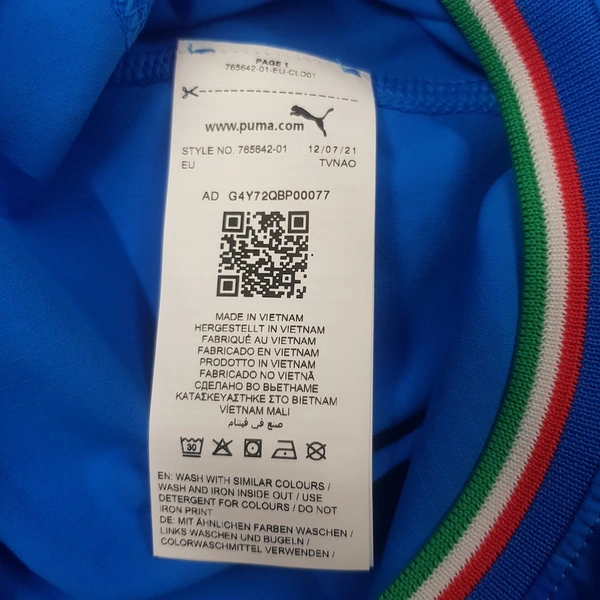 PAGE 1
765642-01-EU-CLD01
www.puma.com
STYLE NO. 765642-01 12/07/21
EU TVNAO
AD G4Y72QBP00077
MADE IN VIETNAM
HERGESTELLT IN VIETNAM
FABRIQUÉ AU VIETNAM
FABRICADO EN VIETNAM
PRODOTTO IN VIETNAM
FABRICADO NO VIETNÃ
СДЕЛАНО ВО ВЬЕТНАМЕ
ΚΑΤΑΣΚΕΥΑΣΤΗΚΕ ΣΤΟ ΒΙΕΤΝΑΜ
VİETNAM MALI
صنع في فيتنام
30
EN: WASH WITH SIMILAR COLOURS /
WASH AND IRON INSIDE OUT / USE
DETERGENT FOR COLOURS / DO NOT
IRON PRINT
DE: MIT ÄHNLICHEN FARBEN WASCHEN /
LINKS WASCHEN UND BÜGELN /
COLORWASCHMITTEL VERWENDEN /